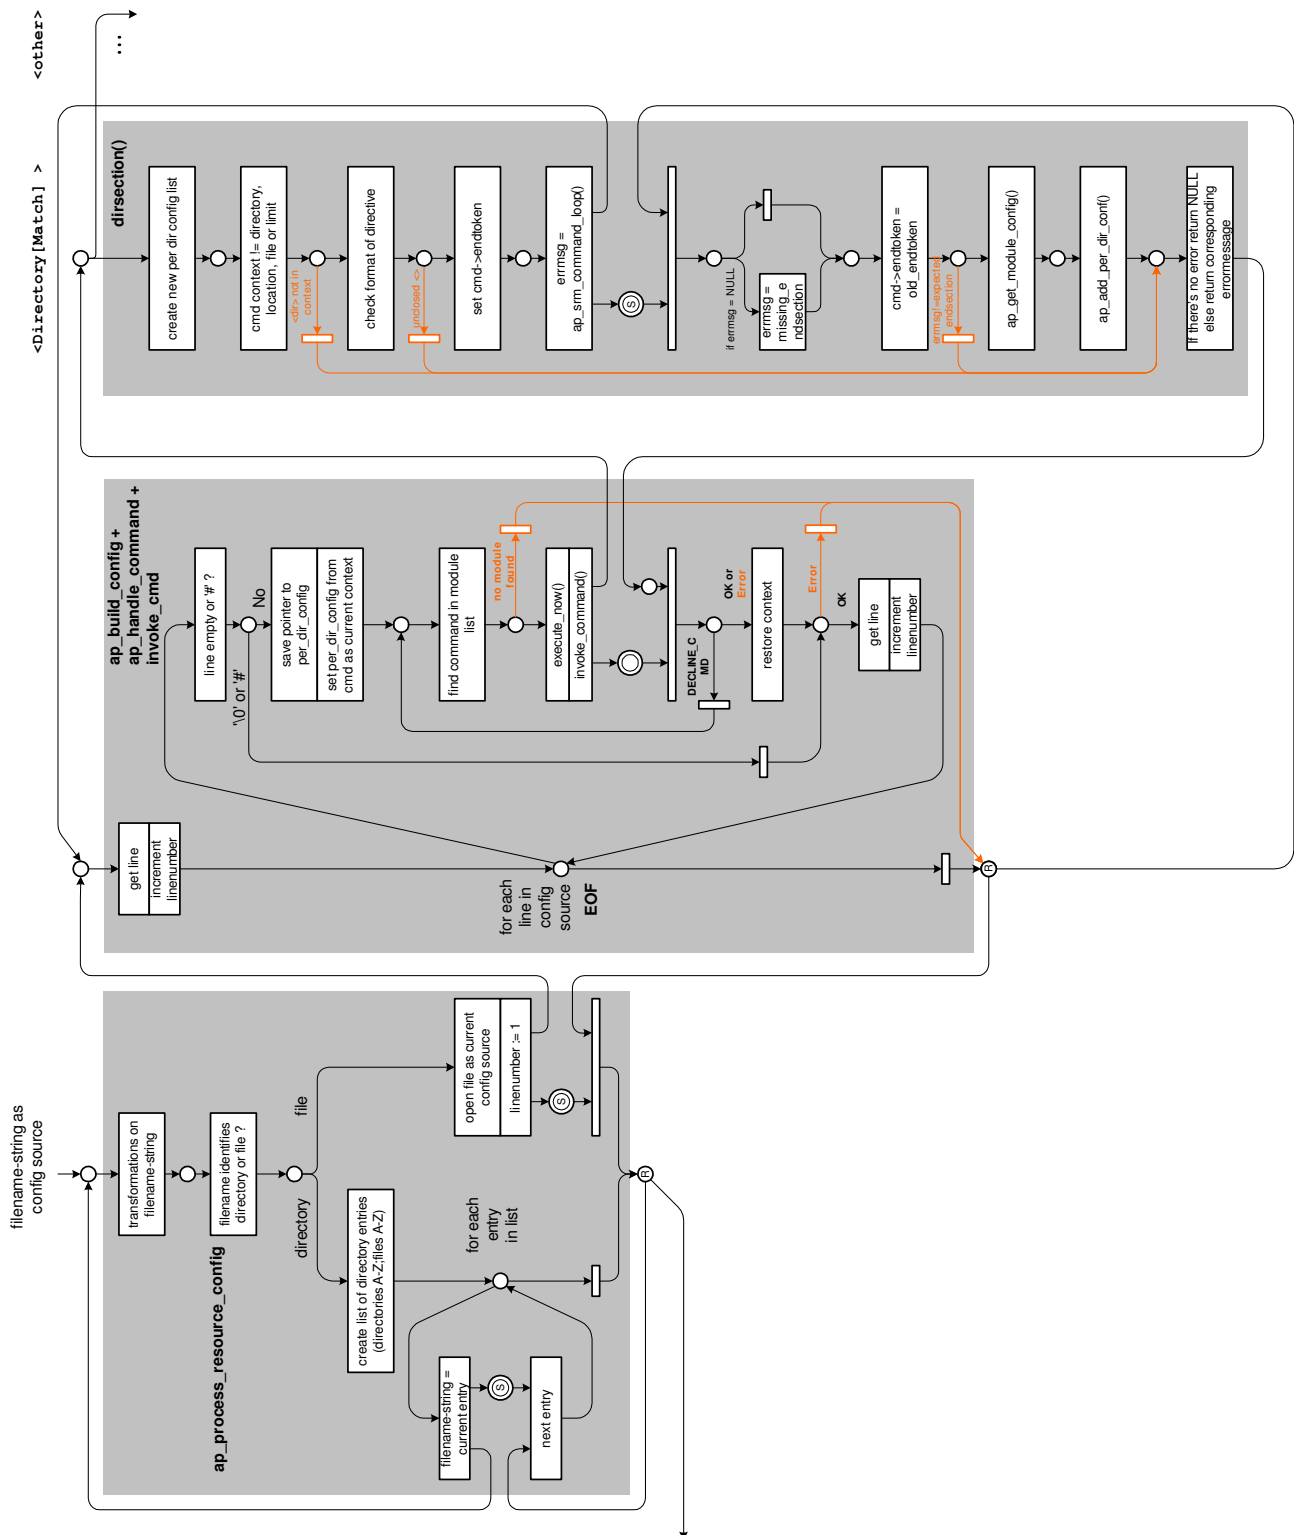 filename-string as
config source
ap_process_resource_config
transformations on
filename-string
filename identifies
directory or file ?
directory
file
create list of directory entries
(directories A-Z;files A-Z)
filename-string =
current entry
S
next entry
for each
entry
in list
open file as current
config source
linenumber := 1
S
R
ap_build_config +
ap_handle_command +
invoke_cmd
get line
increment
linenumber
for each
line in
config
source
EOF
line empty or '#' ?
'\0' or '#'
No
save pointer to
per_dir_config
set per_dir_config from
cmd as current context
find command in module
list
no module
found
execute_now()
invoke_command()
DECLINE_C
MD
OK or
Error
restore context
Error
OK
get line
increment
linenumber
R
<Directory[Match] >
<other>
...
dirsection()
create new per dir config list
cmd context != directory,
location, file or limit
<dir> not in
context
check format of directive
unclosed <>
set cmd->endtoken
errmsg =
ap_srm_command_loop()
S
if errmsg = NULL
errmsg =
missing_e
ndsection
cmd->endtoken =
old_endtoken
errmsg!=expected
endsection
ap_get_module_config()
ap_add_per_dir_conf()
If there's no error return NULL
else return corresponding
errormessage